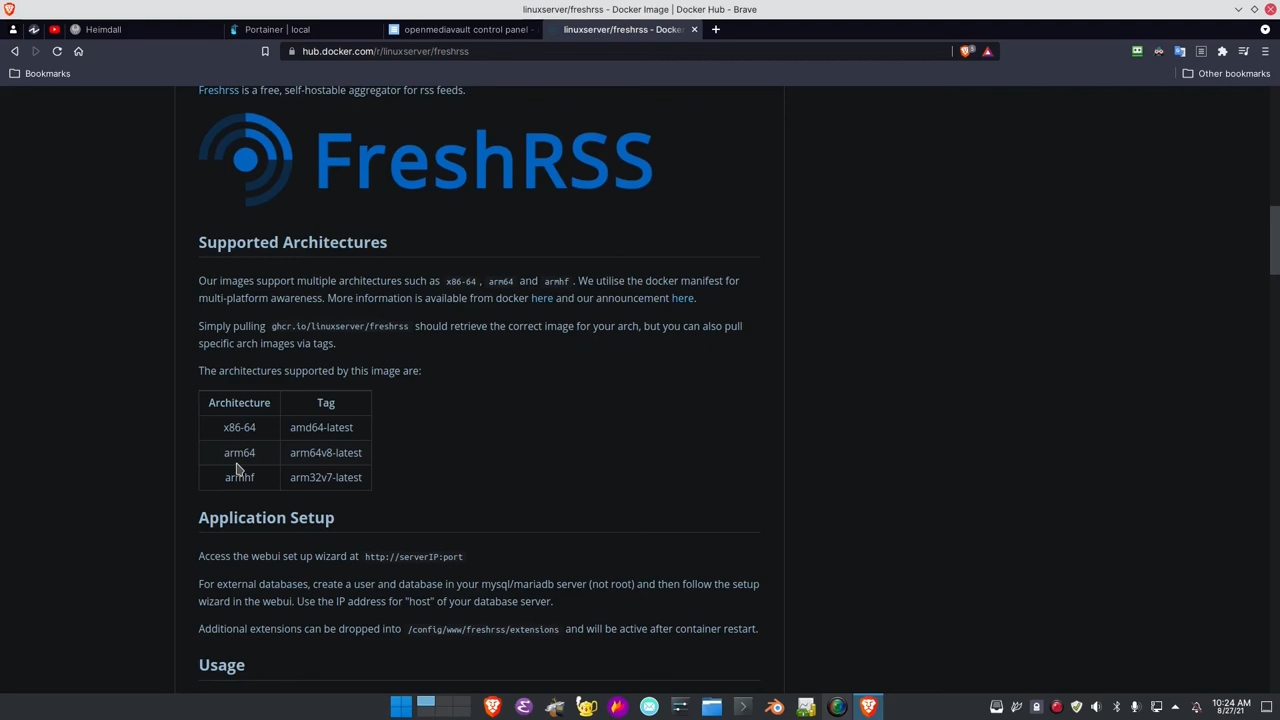 linuxserver/freshrss - Docker Image | Docker Hub - Brave
Heimdall
Portainer | local
openmediavault control panel -
linuxserver/freshrss - Docker
hub.docker.com/r/linuxserver/freshrss
Bookmarks
Other bookmarks
Freshrss is a free, self-hostable aggregator for rss feeds.
FreshRSS
Supported Architectures
Our images support multiple architectures such as x86-64 , arm64 and armhf . We utilise the docker manifest for
multi-platform awareness. More information is available from docker here and our announcement here.
Simply pulling ghcr.io/linuxserver/freshrss should retrieve the correct image for your arch, but you can also pull
specific arch images via tags.
The architectures supported by this image are:
Architecture Tag
x86-64 amd64-latest
arm64 arm64v8-latest
armhf arm32v7-latest
Application Setup
Access the webui set up wizard at http://serverIP:port
For external databases, create a user and database in your mysql/mariadb server (not root) and then follow the setup
wizard in the webui. Use the IP address for "host" of your database server.
Additional extensions can be dropped into /config/www/freshrss/extensions and will be active after container restart.
Usage
10:24 AM
8/27/21